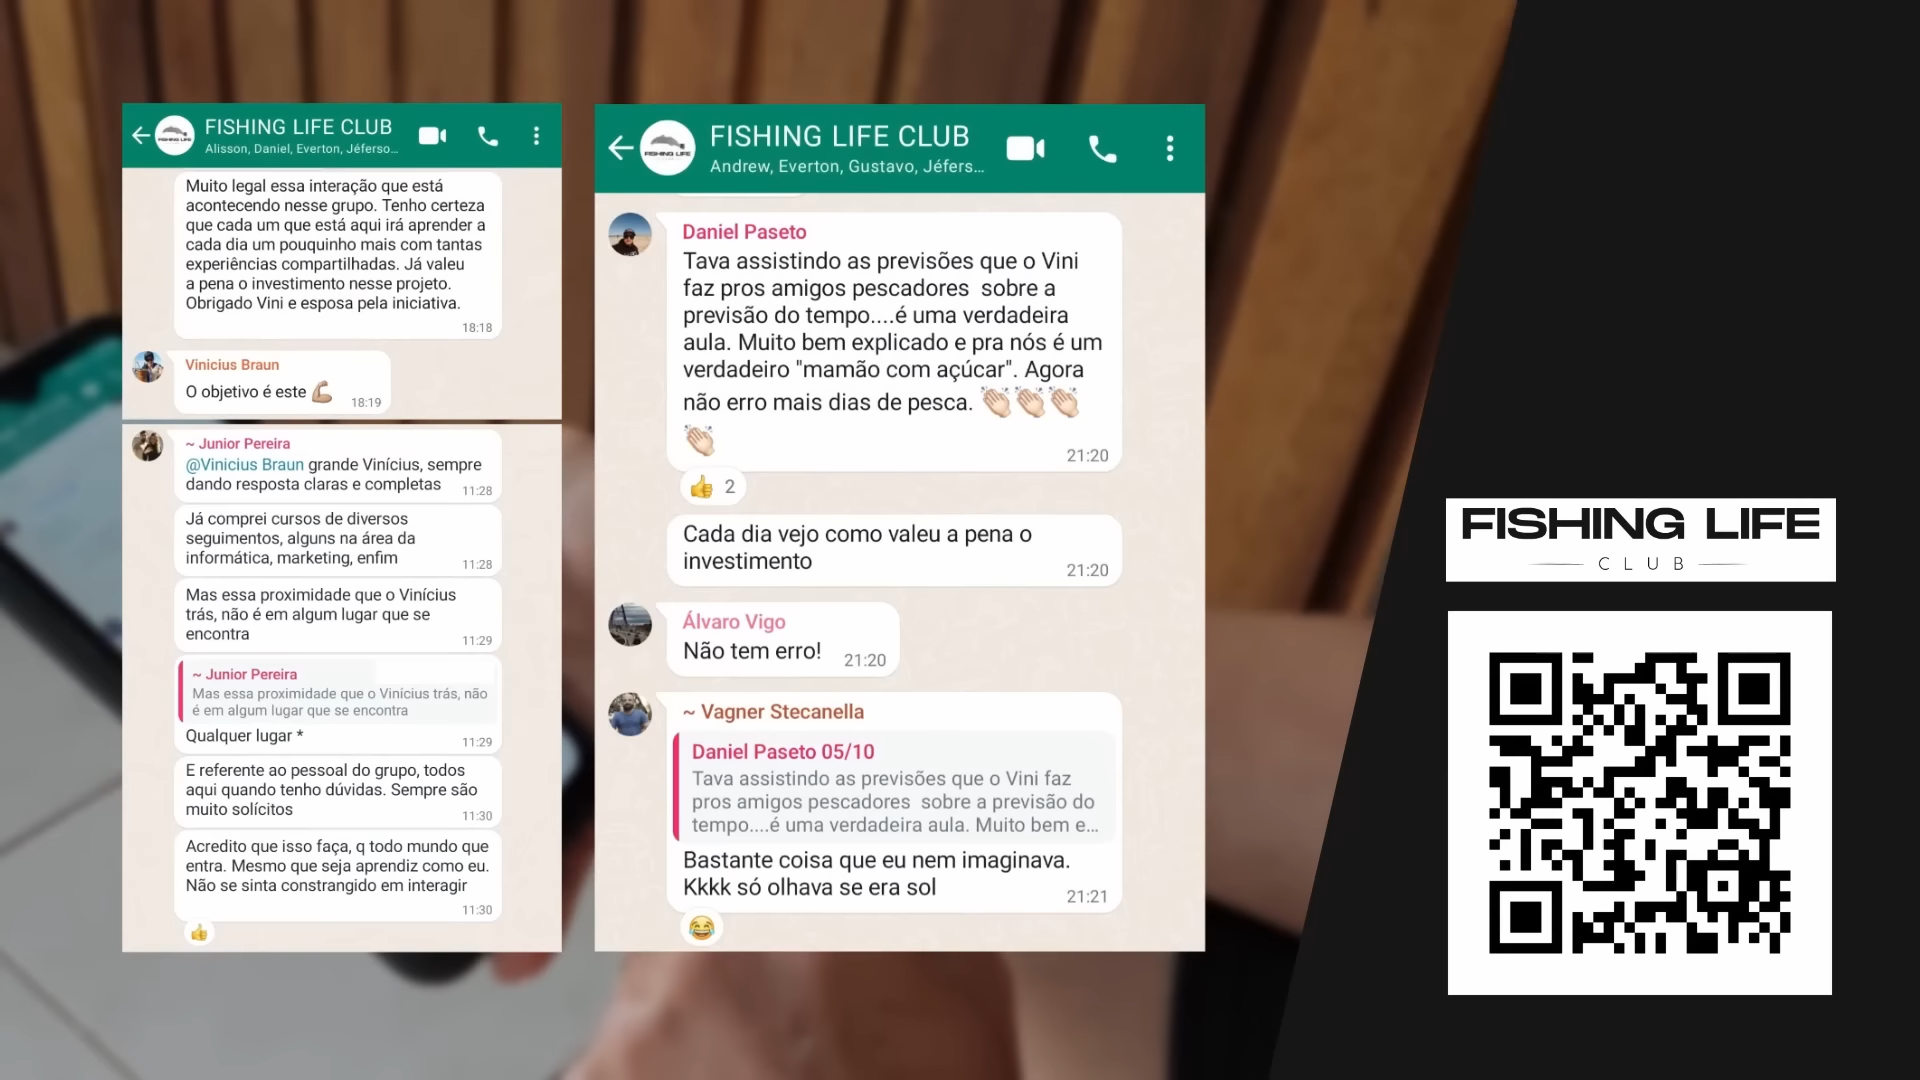 FISHING LIFE CLUB
Alisson, Daniel, Everton, Jéferso...
Muito legal essa interação que está
acontecendo nesse grupo. Tenho certeza
que cada um que está aqui irá aprender a
cada dia um pouquinho mais com tantas
experiências compartilhadas. Já valeu
a pena o investimento nesse projeto.
Obrigado Vini e esposa pela iniciativa.
18:18
Vinicius Braun
O objetivo é este 💪🏼
18:19
~ Junior Pereira
@Vinicius Braun grande Vinícius, sempre
dando resposta claras e completas
11:28
Já comprei cursos de diversos
seguimentos, alguns na área da
informática, marketing, enfim
11:28
Mas essa proximidade que o Vinícius
trás, não é em algum lugar que se
encontra
11:29
~ Junior Pereira
Mas essa proximidade que o Vinícius trás, não
é em algum lugar que se encontra
Qualquer lugar *
11:29
E referente ao pessoal do grupo, todos
aqui quando tenho dúvidas. Sempre são
muito solícitos
11:30
Acredito que isso faça, q todo mundo que
entra. Mesmo que seja aprendiz como eu.
Não se sinta constrangido em interagir
11:30
👍
FISHING LIFE CLUB
Andrew, Everton, Gustavo, Jéfers...
FISHING LIFE
Daniel Paseto
Tava assistindo as previsões que o Vini
faz pros amigos pescadores  sobre a
previsão do tempo....é uma verdadeira
aula. Muito bem explicado e pra nós é um
verdadeiro "mamão com açúcar". Agora
não erro mais dias de pesca. 👏🏻👏🏻👏🏻
👏🏻
21:20
👍 2
Cada dia vejo como valeu a pena o
investimento
21:20
Álvaro Vigo
Não tem erro!
21:20
~ Vagner Stecanella
Daniel Paseto 05/10
Tava assistindo as previsões que o Vini faz
pros amigos pescadores  sobre a previsão do
tempo....é uma verdadeira aula. Muito bem e...
Bastante coisa que eu nem imaginava.
Kkkk só olhava se era sol
21:21
😂
FISHING LIFE
CLUB